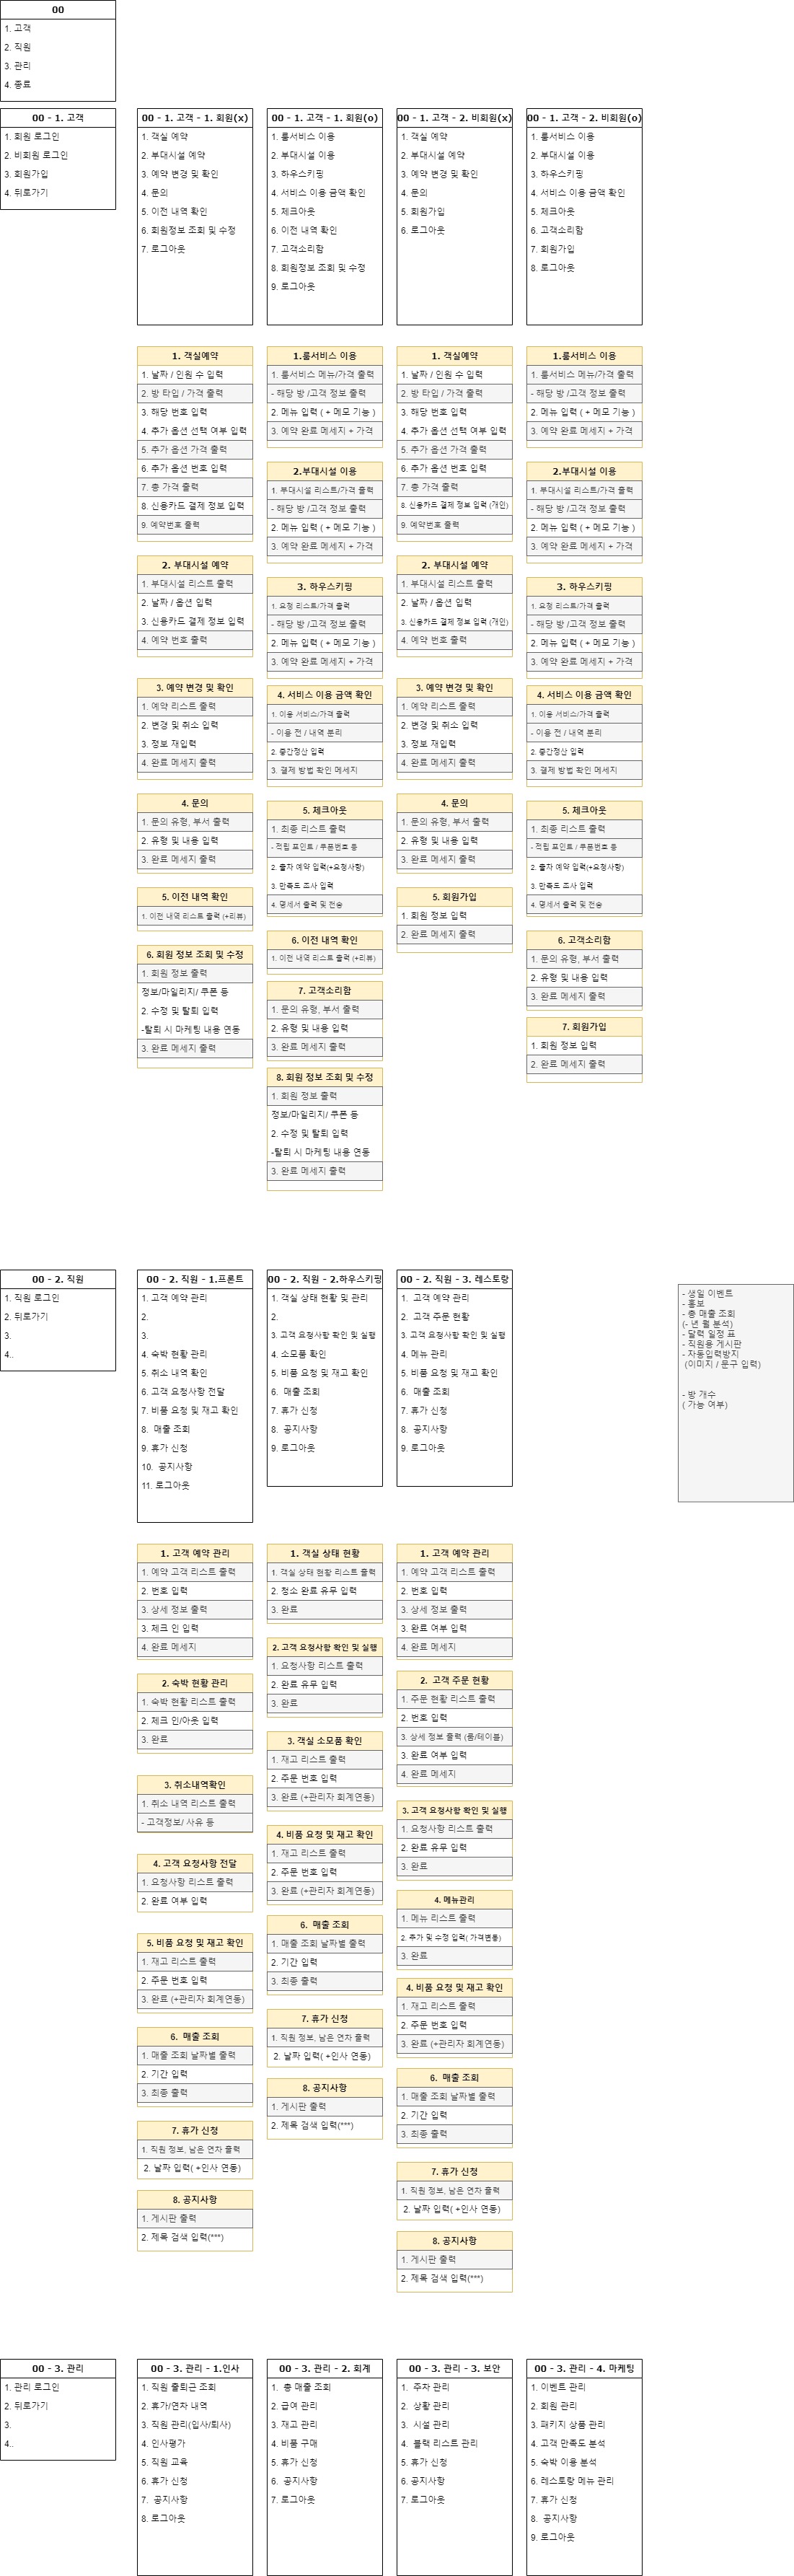 00
1. 고객
2. 직원
3. 관리
4. 종료
00 - 1. 고객
1. 회원 로그인
2. 비회원 로그인
3. 회원가입
4. 뒤로가기
00 - 1. 고객 - 1. 회원(x)
1. 객실 예약
2. 부대시설 예약
3. 예약 변경 및 확인
4. 문의
5. 이전 내역 확인
6. 회원정보 조회 및 수정
7. 로그아웃
00 - 1. 고객 - 1. 회원(o)
1. 룸서비스 이용
2. 부대시설 이용
3. 하우스키핑
4. 서비스 이용 금액 확인
5. 체크아웃
6. 이전 내역 확인
7. 고객소리함
8. 회원정보 조회 및 수정
9. 로그아웃
00 - 1. 고객 - 2. 비회원(x)
1. 객실 예약
2. 부대시설 예약
3. 예약 변경 및 확인
4. 문의
5. 회원가입
6. 로그아웃
00 - 1. 고객 - 2. 비회원(o)
1. 룸서비스 이용
2. 부대시설 이용
3. 하우스키핑
4. 서비스 이용 금액 확인
5. 체크아웃
6. 고객소리함
7. 회원가입
8. 로그아웃
1. 객실예약
1. 날짜 / 인원 수 입력
2. 방 타입 / 가격 출력
3. 해당 번호 입력
4. 추가 옵션 선택 여부 입력
5. 추가 옵션 가격 출력
6. 추가 옵션 번호 입력
7. 총 가격 출력
8. 신용카드 결제 정보 입력
9. 예약번호 출력
2. 부대시설 예약
1. 부대시설 리스트 출력
2. 날짜 / 옵션 입력
3. 신용카드 결제 정보 입력
4. 예약 번호 출력
3. 예약 변경 및 확인
1. 예약 리스트 출력
2. 변경 및 취소 입력
3. 정보 재입력
4. 완료 메세지 출력
4. 문의
1. 문의 유형, 부서 출력
2. 유형 및 내용 입력
3. 완료 메세지 출력
5. 이전 내역 확인
1. 이전 내역 리스트 출력 (+리뷰)
6. 회원 정보 조회 및 수정
1. 회원 정보 출력
정보/마일리지/ 쿠폰 등
2. 수정 및 탈퇴 입력
-탈퇴 시 마케팅 내용 연동
3. 완료 메세지 출력
1.룸서비스 이용
1. 룸서비스 메뉴/가격 출력
- 해당 방 /고객 정보 출력
2. 메뉴 입력 ( + 메모 기능 )
3. 예약 완료 메세지 + 가격
2.부대시설 이용
1. 부대시설 리스트/가격 출력
- 해당 방 /고객 정보 출력
2. 메뉴 입력 ( + 메모 기능 )
3. 예약 완료 메세지 + 가격
3. 하우스키핑
1. 요청 리스트/가격 출력
- 해당 방 /고객 정보 출력
2. 메뉴 입력 ( + 메모 기능 )
3. 예약 완료 메세지 + 가격
4. 서비스 이용 금액 확인
1. 이용 서비스/가격 출력
- 이용 전 / 내역 분리
2. 중간정산 입력
3. 결제 방법 확인 메세지
5. 체크아웃
1. 최종 리스트 출력
- 적립 포인트 / 쿠폰번호 등
2. 출차 예약 입력(+요청사항)
3. 만족도 조사 입력
4. 명세서 출력 및 전송
6. 이전 내역 확인
1. 이전 내역 리스트 출력 (+리뷰)
7. 고객소리함
1. 문의 유형, 부서 출력
2. 유형 및 내용 입력
3. 완료 메세지 출력
8. 회원 정보 조회 및 수정
1. 회원 정보 출력
정보/마일리지/ 쿠폰 등
2. 수정 및 탈퇴 입력
-탈퇴 시 마케팅 내용 연동
3. 완료 메세지 출력
1. 객실예약
1. 날짜 / 인원 수 입력
2. 방 타입 / 가격 출력
3. 해당 번호 입력
4. 추가 옵션 선택 여부 입력
5. 추가 옵션 가격 출력
6. 추가 옵션 번호 입력
7. 총 가격 출력
8. 신용카드 결제 정보 입력 (개인)
9. 예약번호 출력
2. 부대시설 예약
1. 부대시설 리스트 출력
2. 날짜 / 옵션 입력
3. 신용카드 결제 정보 입력 (개인)
4. 예약 번호 출력
3. 예약 변경 및 확인
1. 예약 리스트 출력
2. 변경 및 취소 입력
3. 정보 재입력
4. 완료 메세지 출력
4. 문의
1. 문의 유형, 부서 출력
2. 유형 및 내용 입력
3. 완료 메세지 출력
5. 회원가입
1. 회원 정보 입력
2. 완료 메세지 출력
1.룸서비스 이용
1. 룸서비스 메뉴/가격 출력
- 해당 방 /고객 정보 출력
2. 메뉴 입력 ( + 메모 기능 )
3. 예약 완료 메세지 + 가격
2.부대시설 이용
1. 부대시설 리스트/가격 출력
- 해당 방 /고객 정보 출력
2. 메뉴 입력 ( + 메모 기능 )
3. 예약 완료 메세지 + 가격
3. 하우스키핑
1. 요청 리스트/가격 출력
- 해당 방 /고객 정보 출력
2. 메뉴 입력 ( + 메모 기능 )
3. 예약 완료 메세지 + 가격
4. 서비스 이용 금액 확인
1. 이용 서비스/가격 출력
- 이용 전 / 내역 분리
2. 중간정산 입력
3. 결제 방법 확인 메세지
5. 체크아웃
1. 최종 리스트 출력
- 적립 포인트 / 쿠폰번호 등
2. 출차 예약 입력(+요청사항)
3. 만족도 조사 입력
4. 명세서 출력 및 전송
6. 고객소리함
1. 문의 유형, 부서 출력
2. 유형 및 내용 입력
3. 완료 메세지 출력
7. 회원가입
1. 회원 정보 입력
2. 완료 메세지 출력
00 - 2. 직원
1. 직원 로그인
2. 뒤로가기
3.
4..
00 - 2. 직원 - 1.프론트
1. 고객 예약 관리
2.
3.
4. 숙박 현황 관리
5. 취소 내역 확인
6. 고객 요청사항 전달
7. 비품 요청 및 재고 확인
8. 매출 조회
9. 휴가 신청
10. 공지사항
11. 로그아웃
00 - 2. 직원 - 2.하우스키핑
1. 객실 상태 현황 및 관리
2.
3. 고객 요청사항 확인 및 실행
4. 소모품 확인
5. 비품 요청 및 재고 확인
6. 매출 조회
7. 휴가 신청
8. 공지사항
9. 로그아웃
00 - 2. 직원 - 3. 레스토랑
1. 고객 예약 관리
2. 고객 주문 현황
3. 고객 요청사항 확인 및 실행
4. 메뉴 관리
5. 비품 요청 및 재고 확인
6. 매출 조회
7. 휴가 신청
8. 공지사항
9. 로그아웃
- 생일 이벤트
- 홍보
- 총 매출 조회
(- 년 월 분석)
- 달력 일정 표
- 직원용 게시판
- 자동입력방지
(이미지 / 문구 입력)
- 방 개수
( 가능 여부)
1. 고객 예약 관리
1. 예약 고객 리스트 출력
2. 번호 입력
3. 상세 정보 출력
3. 체크 인 입력
4. 완료 메세지
2. 숙박 현황 관리
1. 숙박 현황 리스트 출력
2. 체크 인/아웃 입력
3. 완료
3. 취소내역확인
1. 취소 내역 리스트 출력
- 고객정보/ 사유 등
4. 고객 요청사항 전달
1. 요청사항 리스트 출력
2. 완료 여부 입력
5. 비품 요청 및 재고 확인
1. 재고 리스트 출력
2. 주문 번호 입력
3. 완료 (+관리자 회계연동)
6. 매출 조회
1. 매출 조회 날짜별 출력
2. 기간 입력
3. 최종 출력
7. 휴가 신청
1. 직원 정보, 남은 연차 출력
2. 날짜 입력( +인사 연동)
8. 공지사항
1. 게시판 출력
2. 제목 검색 입력(***)
1. 객실 상태 현황
1. 객실 상태 현황 리스트 출력
2. 청소 완료 유무 입력
3. 완료
2. 고객 요청사항 확인 및 실행
1. 요청사항 리스트 출력
2. 완료 유무 입력
3. 완료
3. 객실 소모품 확인
1. 재고 리스트 출력
2. 주문 번호 입력
3. 완료 (+관리자 회계연동)
4. 비품 요청 및 재고 확인
1. 재고 리스트 출력
2. 주문 번호 입력
3. 완료 (+관리자 회계연동)
6. 매출 조회
1. 매출 조회 날짜별 출력
2. 기간 입력
3. 최종 출력
7. 휴가 신청
1. 직원 정보, 남은 연차 출력
2. 날짜 입력( +인사 연동)
8. 공지사항
1. 게시판 출력
2. 제목 검색 입력(***)
1. 고객 예약 관리
1. 예약 고객 리스트 출력
2. 번호 입력
3. 상세 정보 출력
3. 완료 여부 입력
4. 완료 메세지
2. 고객 주문 현황
1. 주문 현황 리스트 출력
2. 번호 입력
3. 상세 정보 출력 (룸/테이블)
3. 완료 여부 입력
4. 완료 메세지
3. 고객 요청사항 확인 및 실행
1. 요청사항 리스트 출력
2. 완료 유무 입력
3. 완료
4. 메뉴관리
1. 메뉴 리스트 출력
2. 추가 및 수정 입력( 가격변동)
3. 완료
4. 비품 요청 및 재고 확인
1. 재고 리스트 출력
2. 주문 번호 입력
3. 완료 (+관리자 회계연동)
6. 매출 조회
1. 매출 조회 날짜별 출력
2. 기간 입력
3. 최종 출력
7. 휴가 신청
1. 직원 정보, 남은 연차 출력
2. 날짜 입력( +인사 연동)
8. 공지사항
1. 게시판 출력
2. 제목 검색 입력(***)
00 - 3. 관리
1. 관리 로그인
2. 뒤로가기
3.
4..
00 - 3. 관리 - 1.인사
1. 직원 출퇴근 조회
2. 휴가/연차 내역
3. 직원 관리(입사/퇴사)
4. 인사평가
5. 직원 교육
6. 휴가 신청
7. 공지사항
8. 로그아웃
00 - 3. 관리 - 2. 회계
1. 총 매출 조회
2. 급여 관리
3. 재고 관리
4. 비품 구매
5. 휴가 신청
6. 공지사항
7. 로그아웃
00 - 3. 관리 - 3. 보안
1. 주차 관리
2. 상황 관리
3. 시설 관리
4. 블랙 리스트 관리
5. 휴가 신청
6. 공지사항
7. 로그아웃
00 - 3. 관리 - 4. 마케팅
1. 이벤트 관리
2. 회원 관리
3. 패키지 상품 관리
4. 고객 만족도 분석
5. 숙박 이용 분석
6. 레스토랑 메뉴 관리
7. 휴가 신청
8. 공지사항
9. 로그아웃